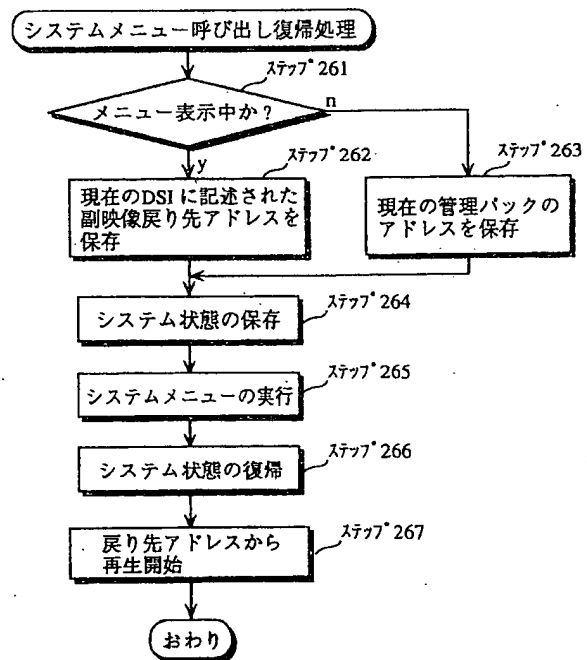 システムメニュー呼び出し復帰処理
ステップ261
メニュー表示中か?
n
y
ステップ262
ステップ263
現在のDSIに記述された
副映像戻り先アドレスを
保存
現在の管理パックの
アドレスを保存
ステップ264
システム状態の保存
ステップ265
システムメニューの実行
ステップ266
システム状態の復帰
ステップ267
戻り先アドレスから
再生開始
おわり